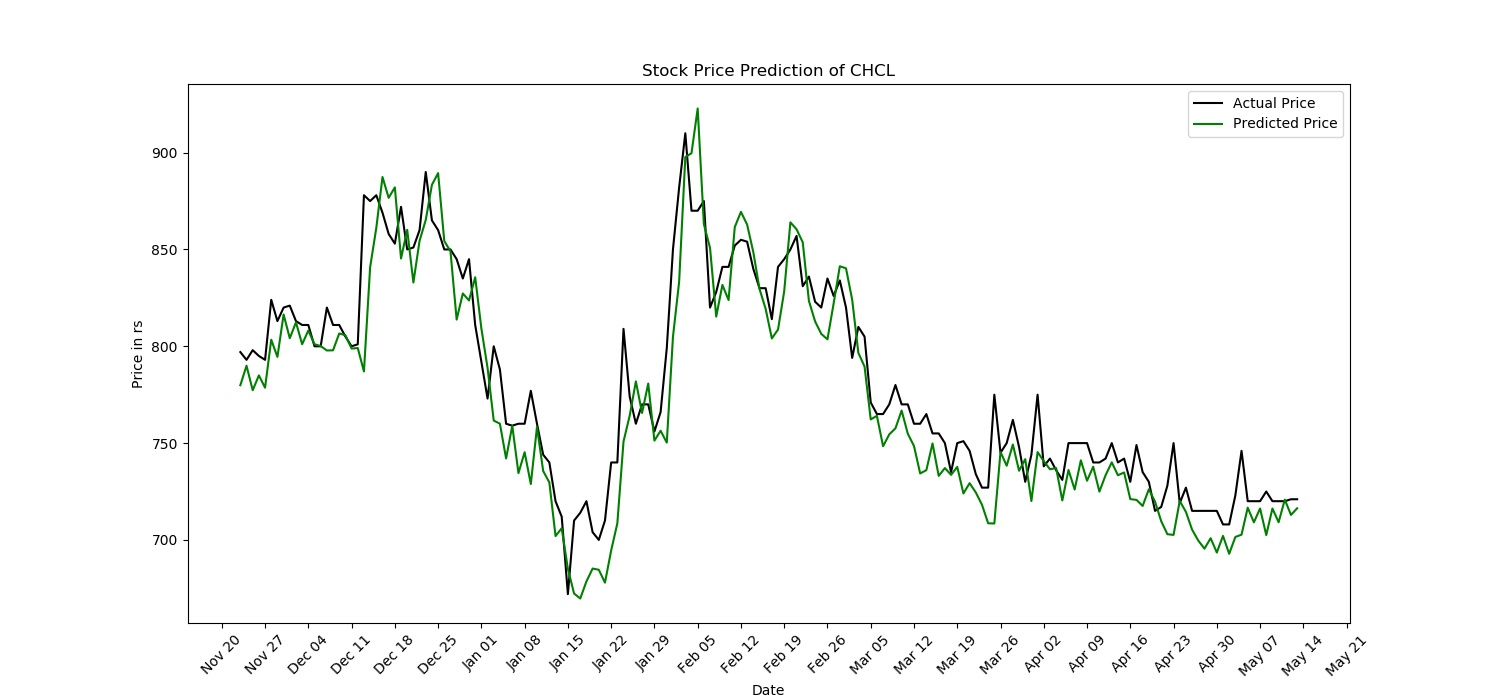 Stock Price Prediction of CHCL
Actual Price
Predicted Price
Price in rs
900
850
800
750
700
Nov 20
Nov 27
Dec 04
Dec 11
Dec 18
Dec 25
Jan 01
Jan 08
Jan 15
Jan 22
Jan 29
Feb 05
Feb 12
Feb 19
Feb 26
Mar 05
Mar 12
Mar 19
Mar 26
Apr 02
Apr 09
Apr 16
Apr 23
Apr 30
May 07
May 14
May 21
Date